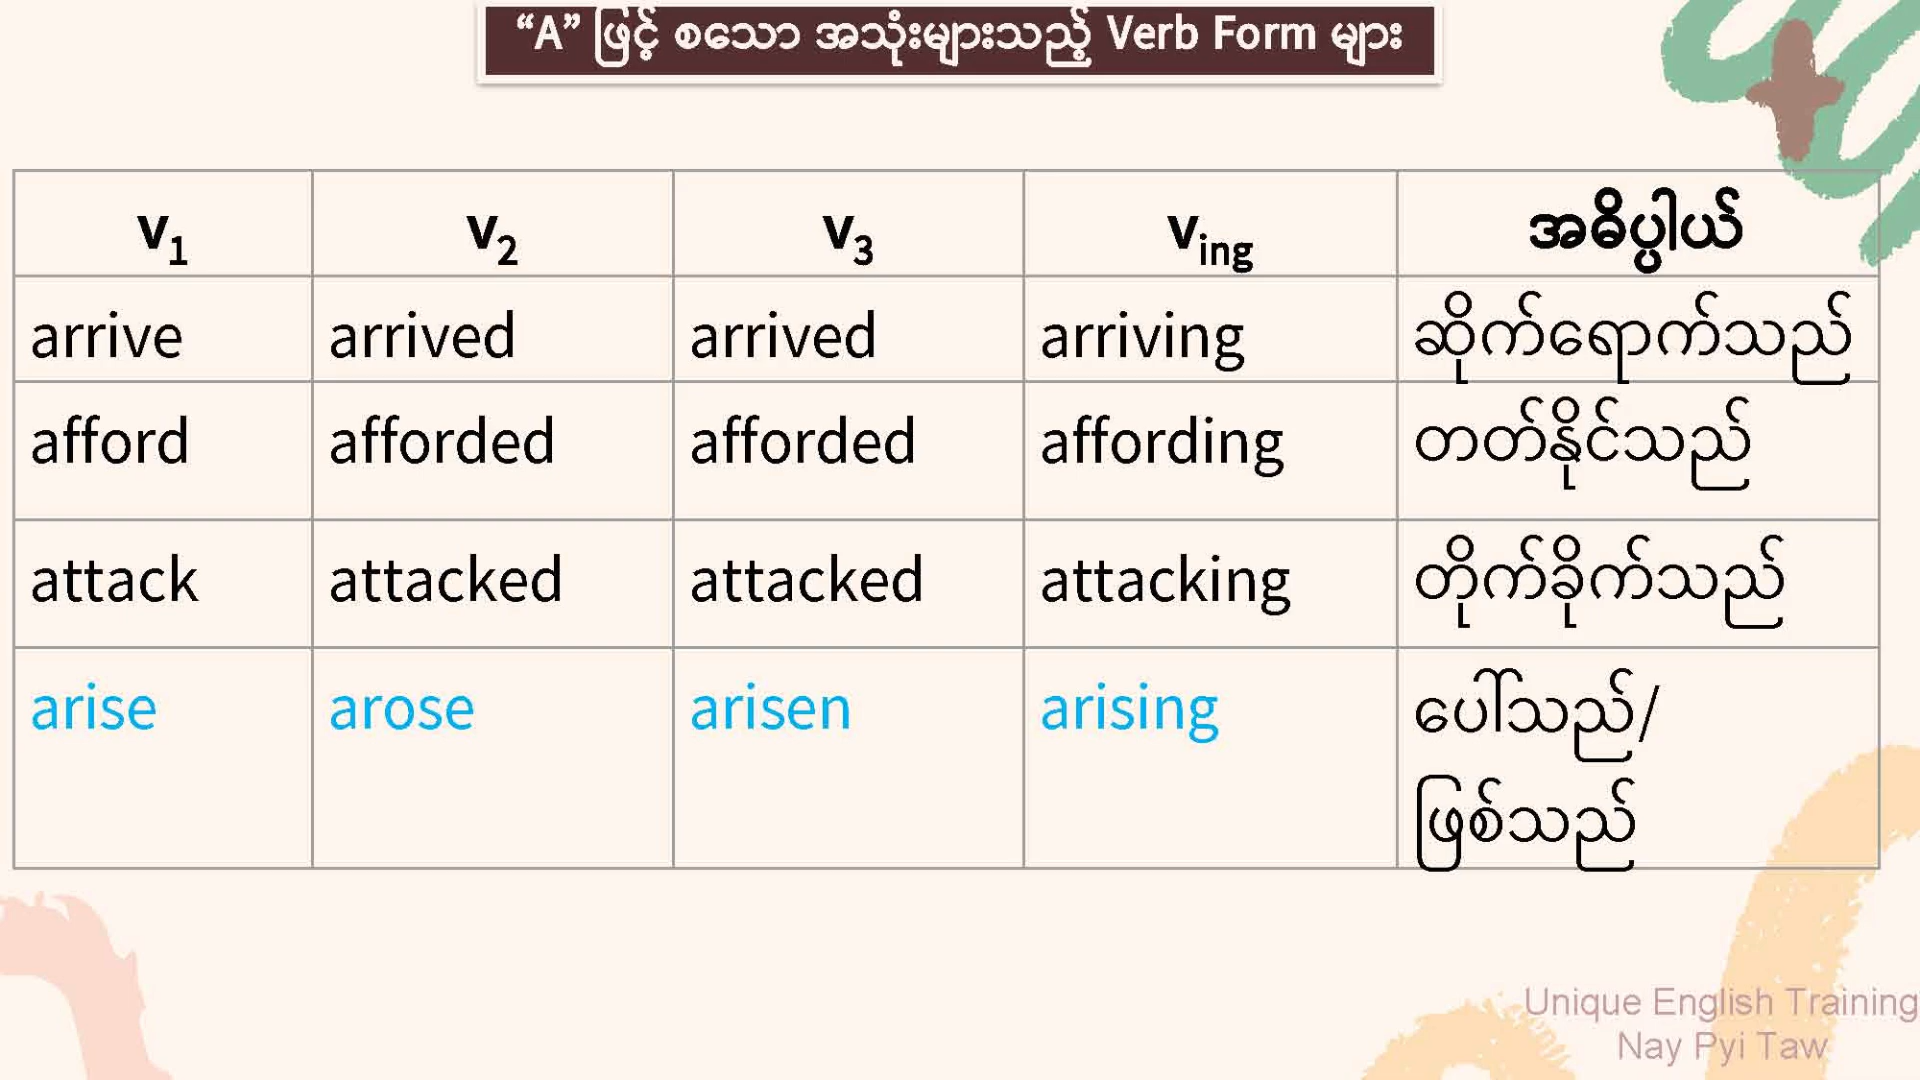 “A” ဖြင့် စသော အသုံးများသည့် Verb Form များ
v1 v2 v3 ving အဓိပ္ပါယ်
arrive arrived arrived arriving ဆိုက်ရောက်သည်
afford afforded afforded affording တတ်နိုင်သည်
attack attacked attacked attacking တိုက်ခိုက်သည်
arise arose arisen arising ပေါ်သည်/
ဖြစ်သည်
Unique English Training
Nay Pyi Taw